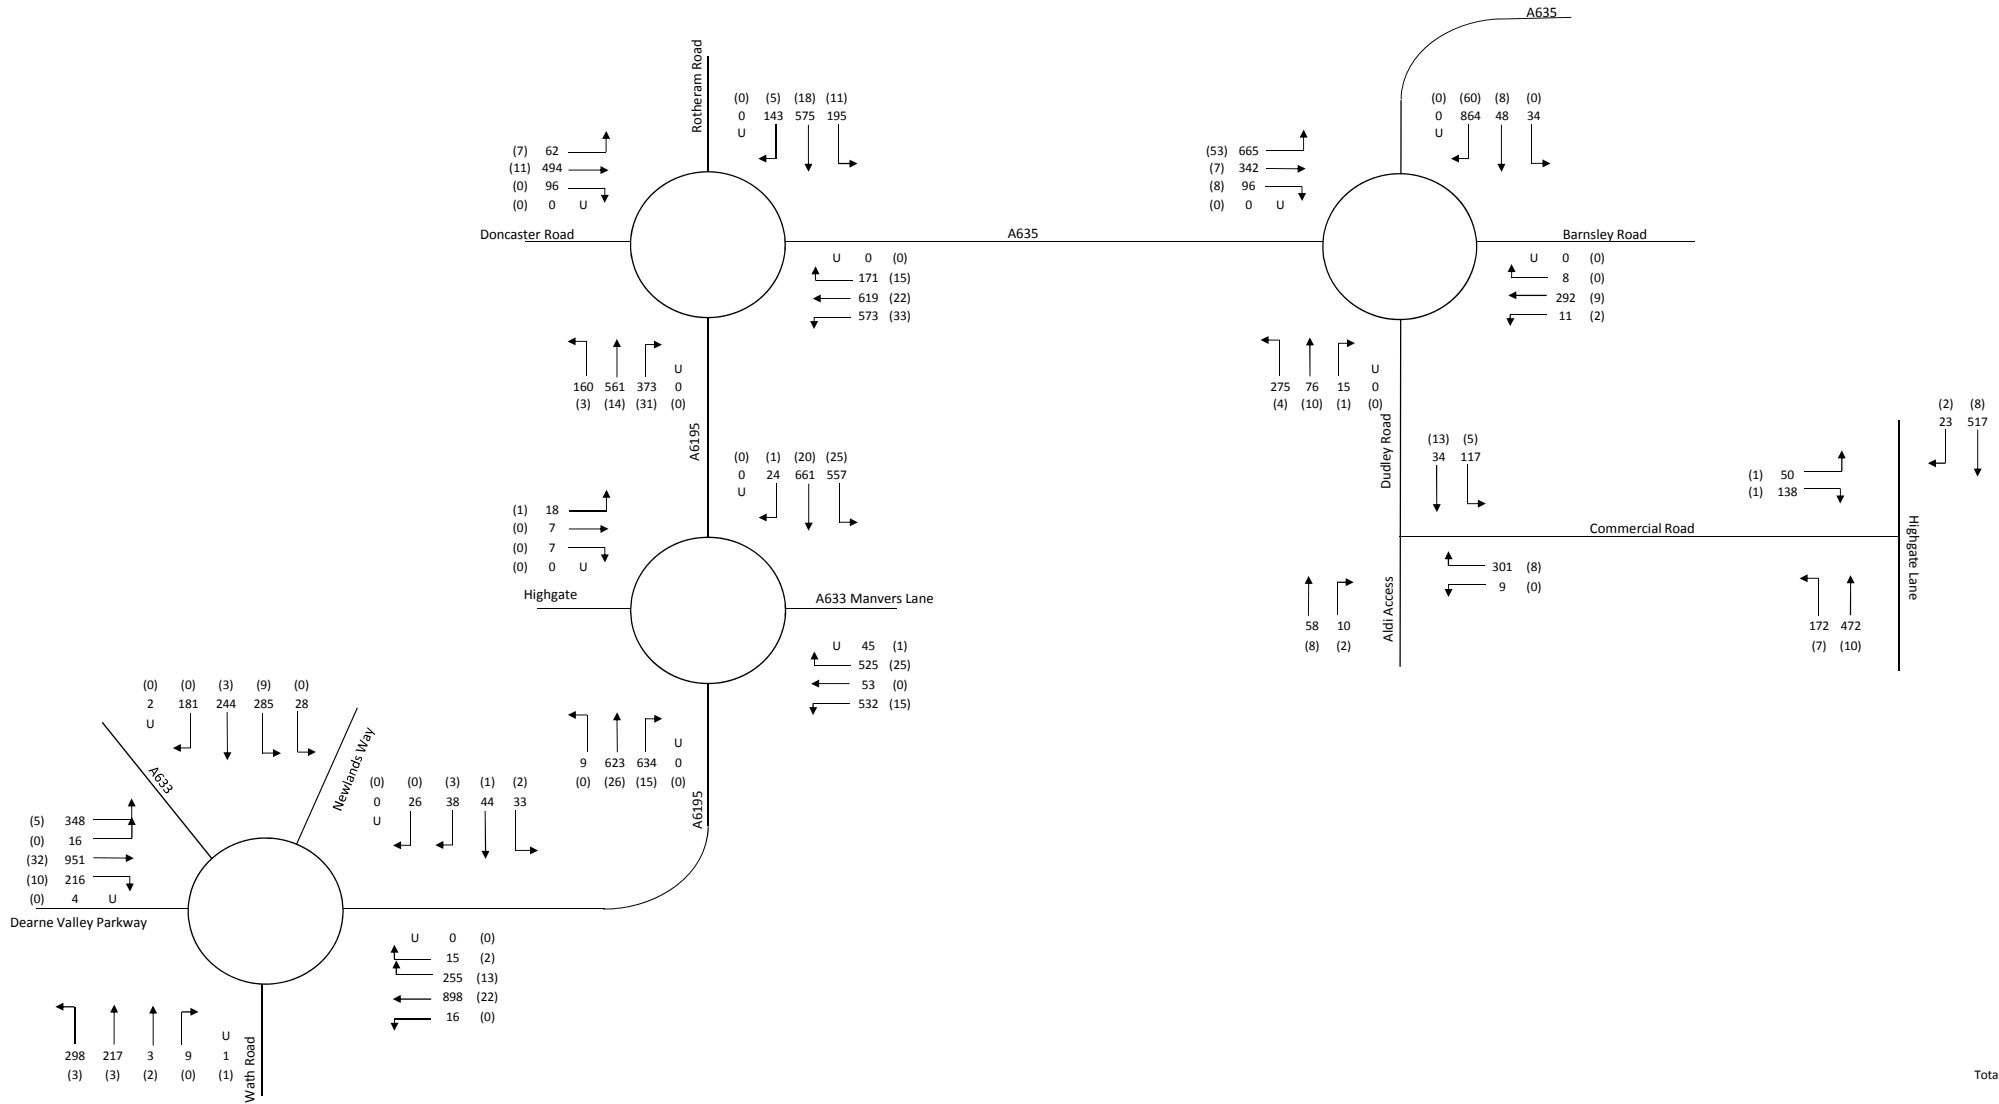 A635
Rotheram Road
(0) (5) (18) (11)
0 143 575 195
U
(7) 62
(11) 494
(0) 96
(0) 0 U
Doncaster Road
A635
U 0 (0)
171 (15)
619 (22)
573 (33)
U
160 561 373 0
(3) (14) (31) (0)
A6195
(0) (60) (8) (0)
0 864 48 34
U
(53) 665
(7) 342
(8) 96
(0) 0 U
Barnsley Road
U 0 (0)
8 (0)
292 (9)
11 (2)
U
275 76 15 0
(4) (10) (1) (0)
Dudley Road
(13) (5)
34 117
Commercial Road
301 (8)
9 (0)
Aldi Access
58 10
(8) (2)
(2) (8)
23 517
(1) 50
(1) 138
Highgate Lane
172 472
(7) (10)
(0) (1) (20) (25)
0 24 661 557
U
(1) 18
(0) 7
(0) 7
(0) 0 U
Highgate
A633 Manvers Lane
U 45 (1)
525 (25)
53 (0)
532 (15)
U
9 623 634 0
(0) (26) (15) (0)
A6195
(0) (0) (3) (9) (0)
2 181 244 285 28
U
A633
Newlands Way
(0) (0) (3) (1) (2)
0 26 38 44 33
U
(5) 348
(0) 16
(32) 951
(10) 216
(0) 4 U
Dearne Valley Parkway
U 0 (0)
15 (2)
255 (13)
898 (22)
16 (0)
U
298 217 3 9 1
(3) (3) (2) (0) (1)
Wath Road
Tota